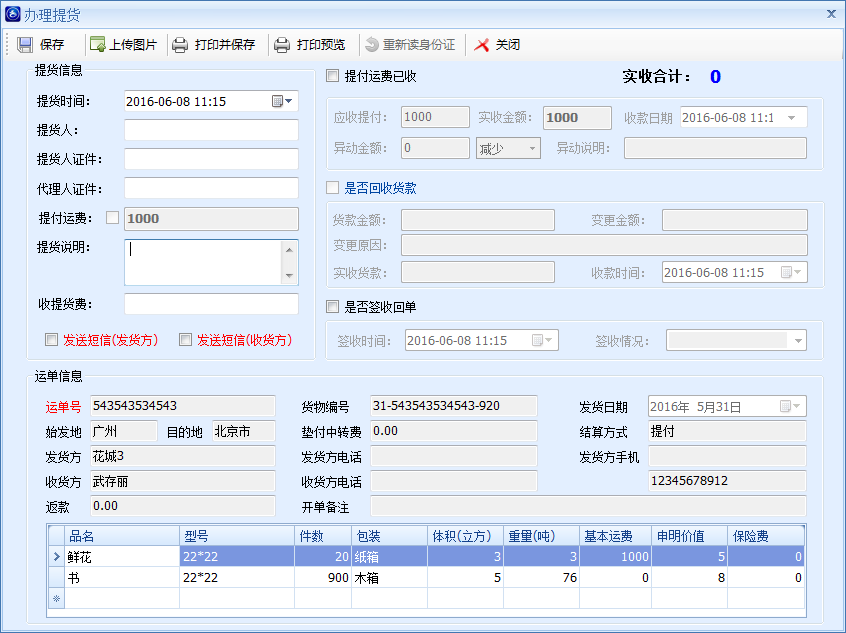 办理提货
保存 上传图片 打印并保存 打印预览 重新读身份证 关闭
提货信息
提货时间： 2016-06-08 11:15
提货人：
提货人证件：
代理人证件：
提付运费： 1000
提货说明：
收提货费：
发送短信(发货方) 发送短信(收货方)
提付运费已收 实收合计： 0
应收提付： 1000 实收金额： 1000 收款日期 2016-06-08 11:1
异动金额： 0 减少 异动说明：
是否回收货款
货款金额： 变更金额：
变更原因：
实收货款： 收款时间： 2016-06-08 11:15
是否签收回单
签收时间： 2016-06-08 11:15 签收情况：
运单信息
运单号 543543534543 货物编号 31-543543534543-920 发货日期 2016年 5月31日
始发地 广州 目的地 北京市 垫付中转费 0.00 结算方式 提付
发货方 花城3 发货方电话 发货方手机
收货方 武存丽 收货方电话 12345678912
返款 0.00 开单备注
品名 型号 件数 包装 体积(立方) 重量(吨) 基本运费 申明价值 保险费
鲜花 22*22 20 纸箱 3 3 1000 5 0
书 22*22 900 木箱 5 76 0 8 0